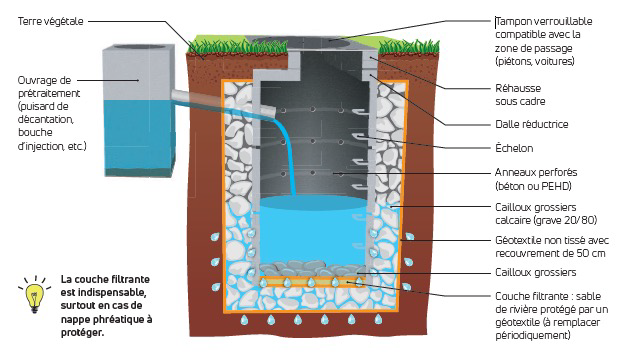 Terre végétale
Ouvrage de
prétraitement
(puisard de
décantation,
bouche
d'injection, etc.)
La couche filtrante
est indispensable,
surtout en cas de
nappe phréatique à
protéger.
Tampon verrouillable
compatible avec la
zone de passage
(piétons, voitures)
Réhausse
sous cadre
Dalle réductrice
Échelon
Anneaux perforés
(béton ou PEHD)
Cailloux grossiers
calcaire (grave 20/80)
Géotextile non tissé avec
recouvrement de 50 cm
Cailloux grossiers
Couche filtrante : sable
de rivière protégé par un
géotextile (à remplacer
périodiquement)